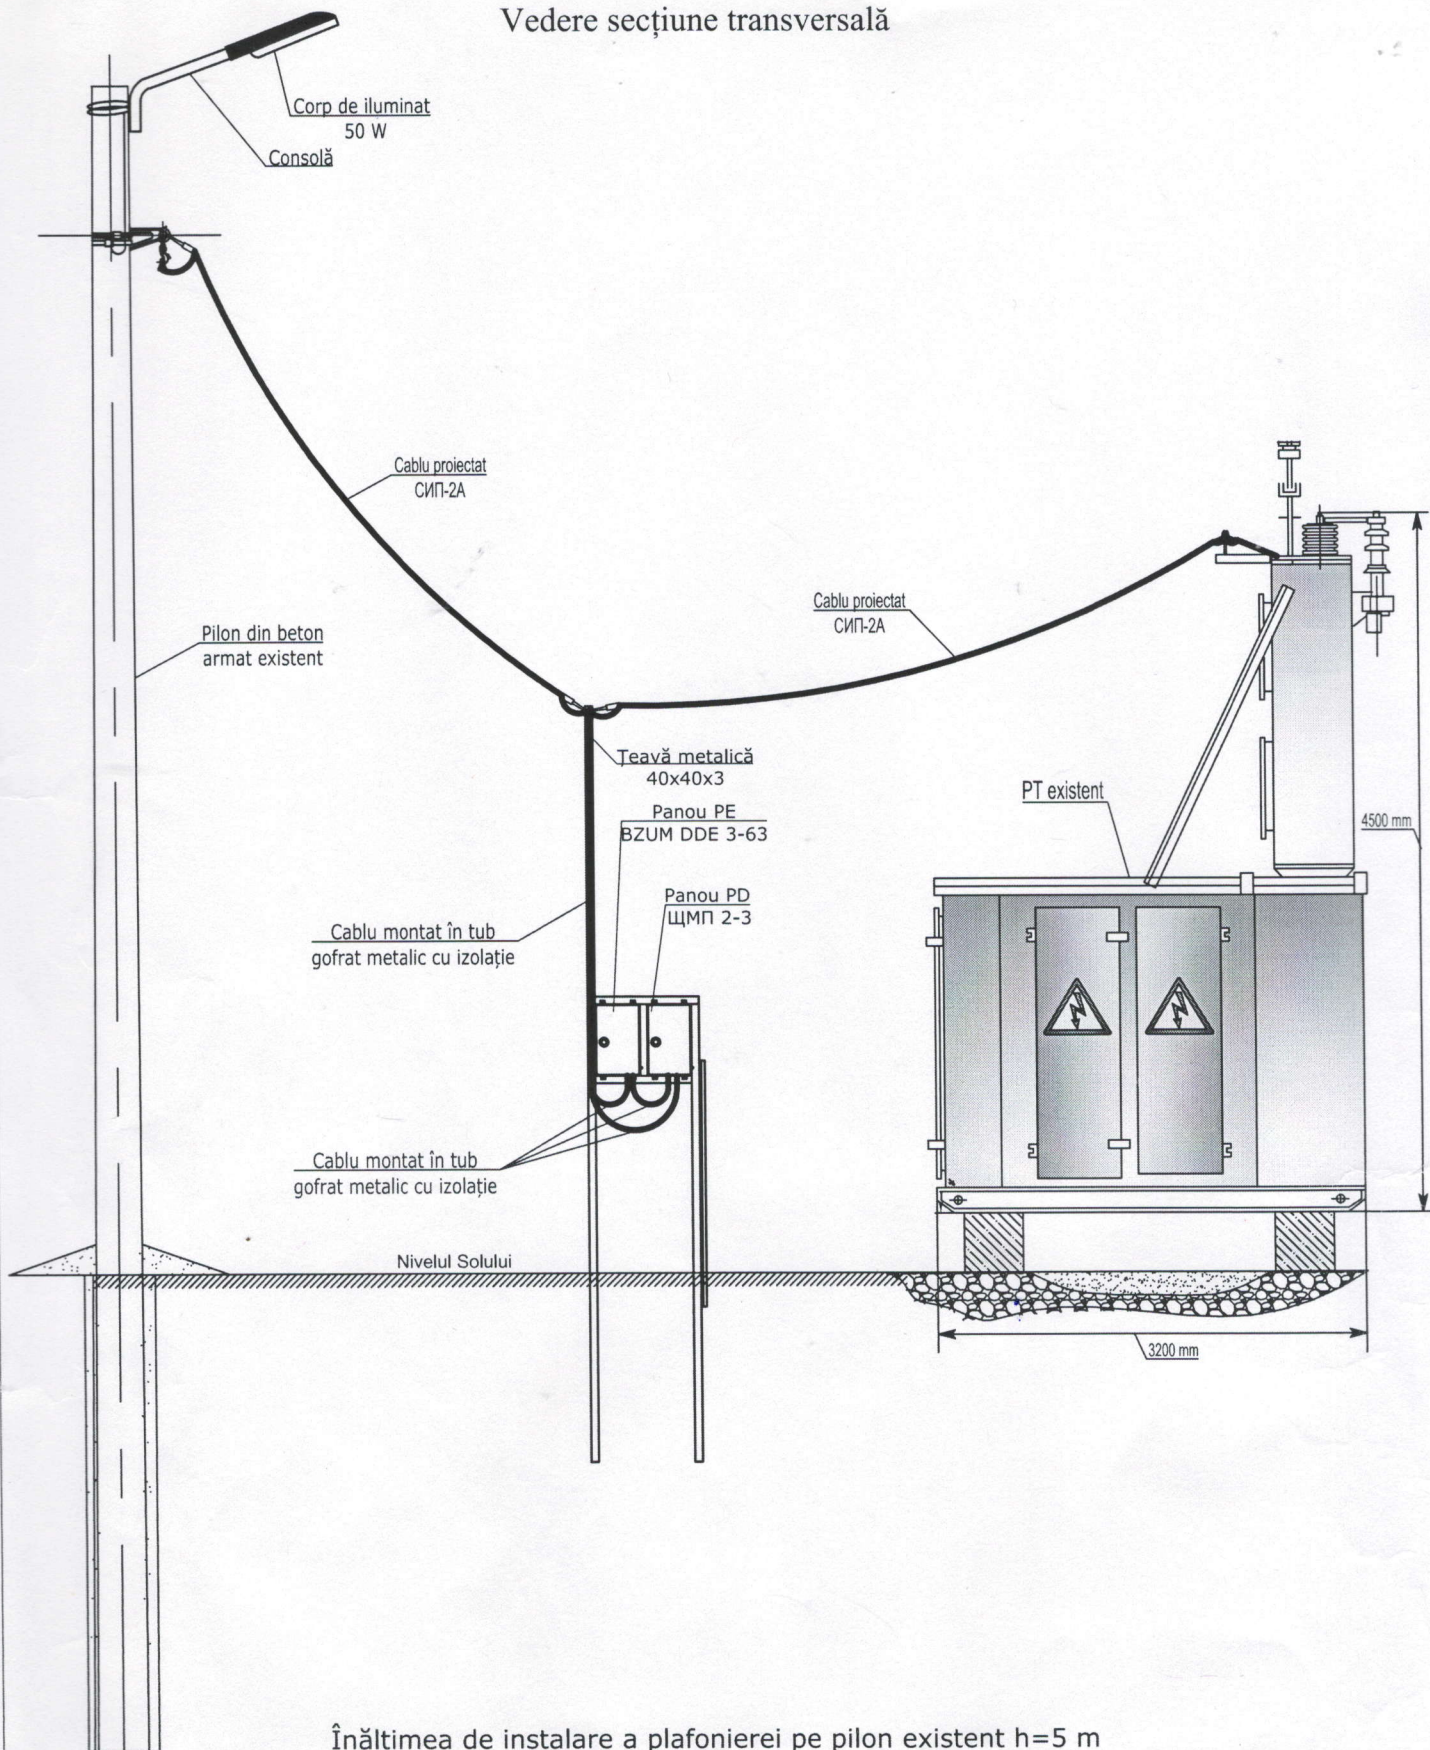 Vedere secțiune transversală
Corp de iluminat
50 W
Consolă
Cablu proiectat
СИП-2А
Cablu proiectat
СИП-2А
Pilon din beton
armat existent
Țeavă metalică
40x40x3
Panou PE
BZUM DDE 3-63
PT existent
4500 mm
Panou PD
ЩМП 2-3
Cablu montat în tub
gofrat metalic cu izolație
Cablu montat în tub
gofrat metalic cu izolație
Nivelul Solului
3200 mm
Înălțimea de instalare a plafonierei pe pilon existent h=5 m